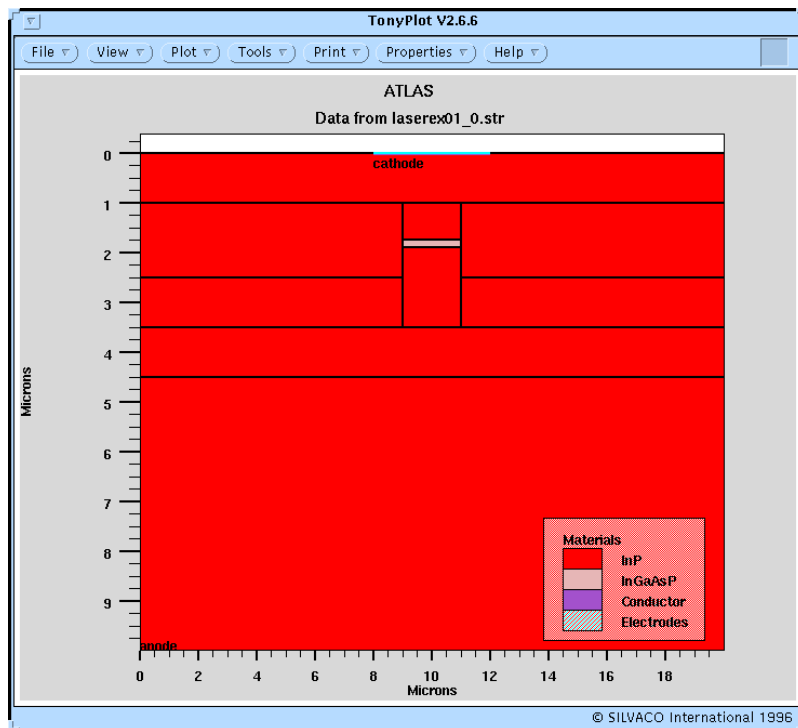 TonyPlot V2.6.6
File View Plot Tools Print Properties Help
ATLAS
Data from laserex01_0.str
cathode
0
1
2
3
4
5
6
7
8
9
Microns
Materials
InP
InGaAsP
Conductor
Electrodes
anode
0 2 4 6 8 10 12 14 16 18
Microns
© SILVACO International 1996